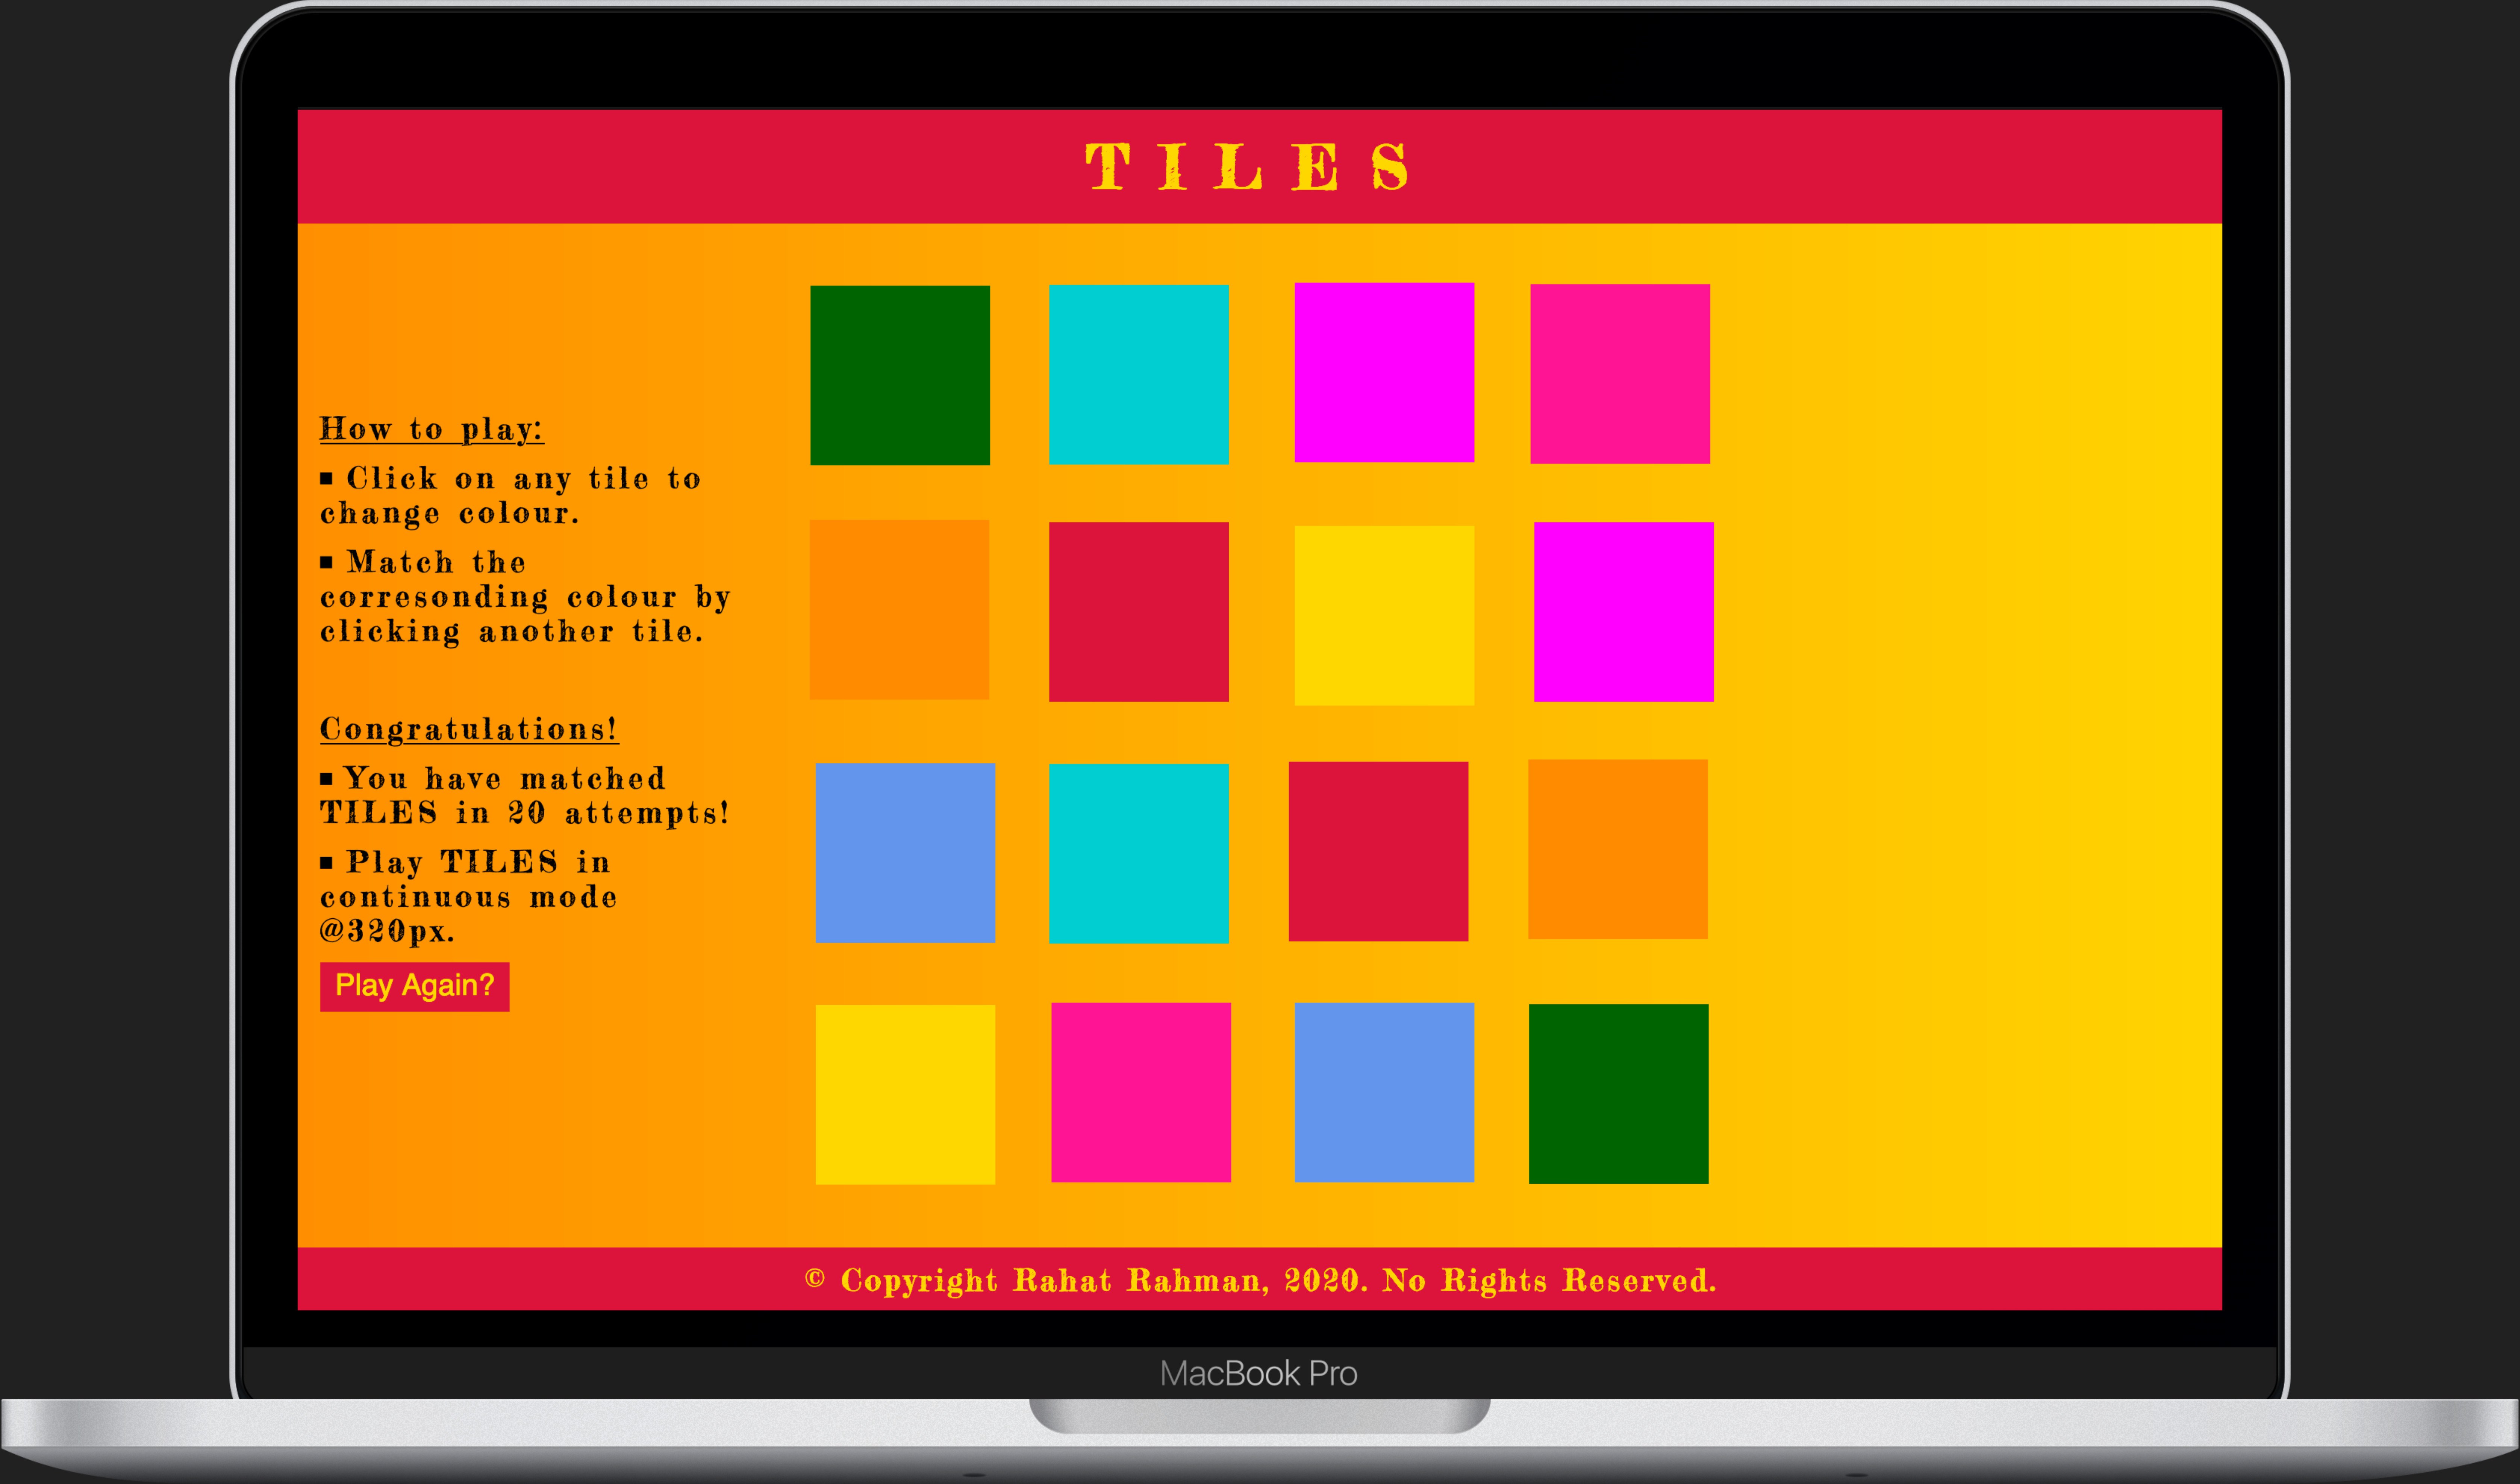 TILES
How to play:
▪ Click on any tile to
change colour.
▪ Match the
corresonding colour by
clicking another tile.
Congratulations!
▪ You have matched
TILES in 20 attempts!
▪ Play TILES in
continuous mode
@320px.
Play Again?
© Copyright Rahat Rahman, 2020. No Rights Reserved.
MacBook Pro